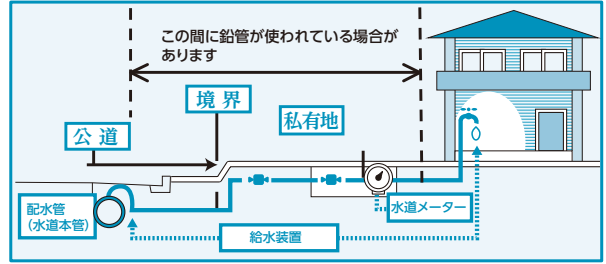 この間に鉛管が使われている場合が
あります
境界
私有地
公道
配水管
（水道本管）
水道メーター
給水装置